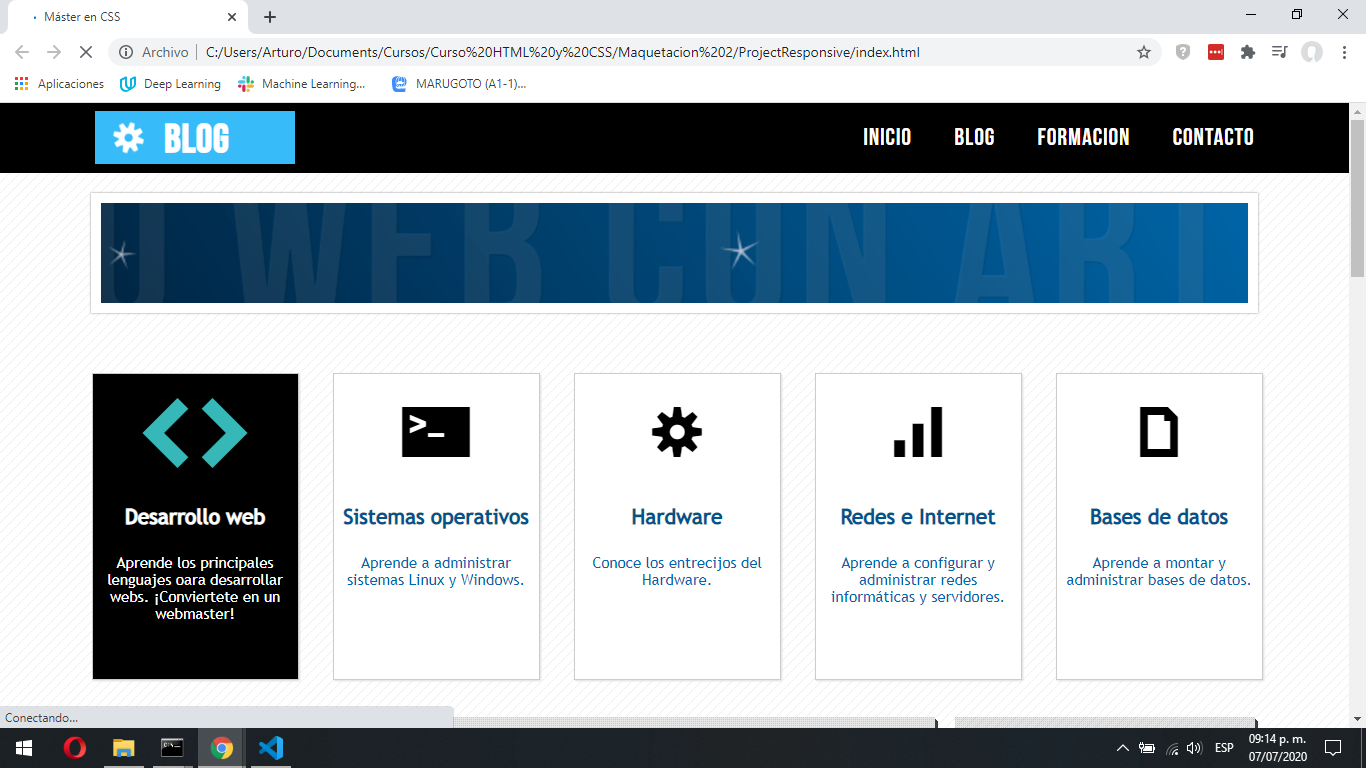 Máster en CSS
Archivo C:/Users/Arturo/Documents/Cursos/Curso%20HTML%20y%20CSS/Maquetacion%202/ProjectResponsive/index.html
Aplicaciones Deep Learning Machine Learning... MARUGOTO (A1-1)...
BLOG INICIO BLOG FORMACION CONTACTO
O WEB CON ART
>_
Desarrollo web
Aprende los principales
lenguajes oara desarrollar
webs. ¡Conviertete en un
webmaster!
Sistemas operativos
Aprende a administrar
sistemas Linux y Windows.
Hardware
Conoce los entrecijos del
Hardware.
Redes e Internet
Aprende a configurar y
administrar redes
informáticas y servidores.
Bases de datos
Aprende a montar y
administrar bases de datos.
Conectando...
ESP
09:14 p. m.
07/07/2020